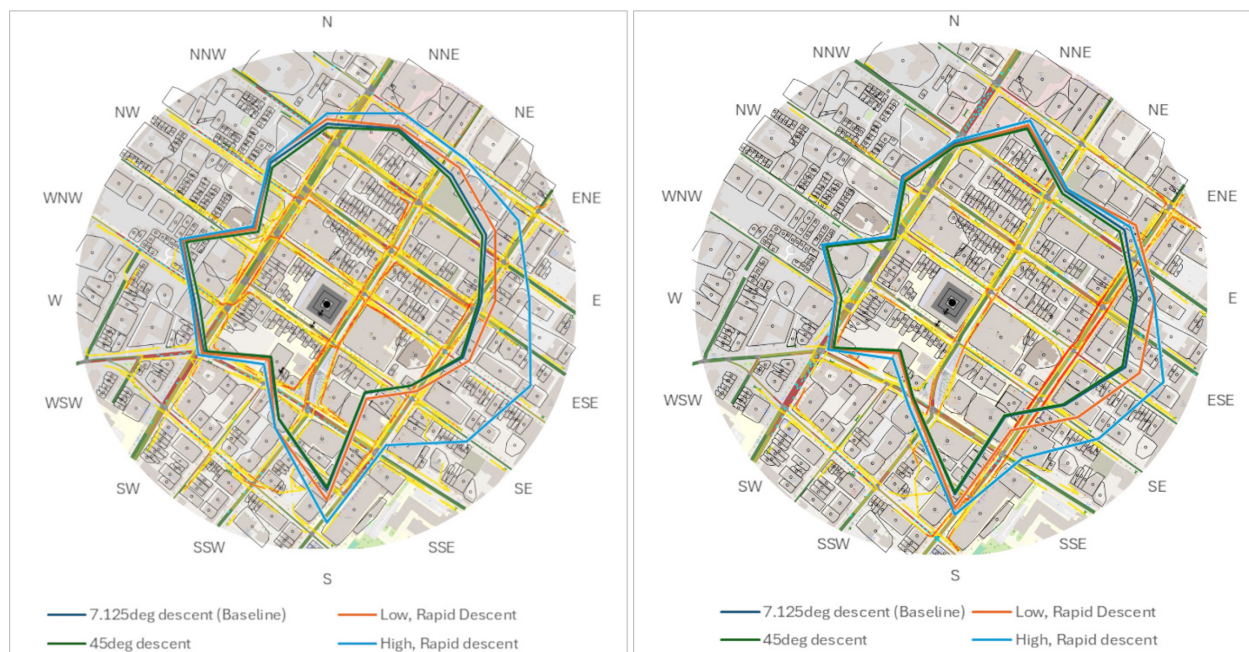 N
NNW
NNE
NW
NE
WNW
ENE
W
E
WSW
ESE
SW
SE
SSW
SSE
S
7.125deg descent (Baseline)
Low, Rapid Descent
45deg descent
High, Rapid descent
N
NNW
NNE
NW
NE
WNW
ENE
W
E
WSW
ESE
SW
SE
SSW
SSE
S
7.125deg descent (Baseline)
Low, Rapid Descent
45deg descent
High, Rapid descent